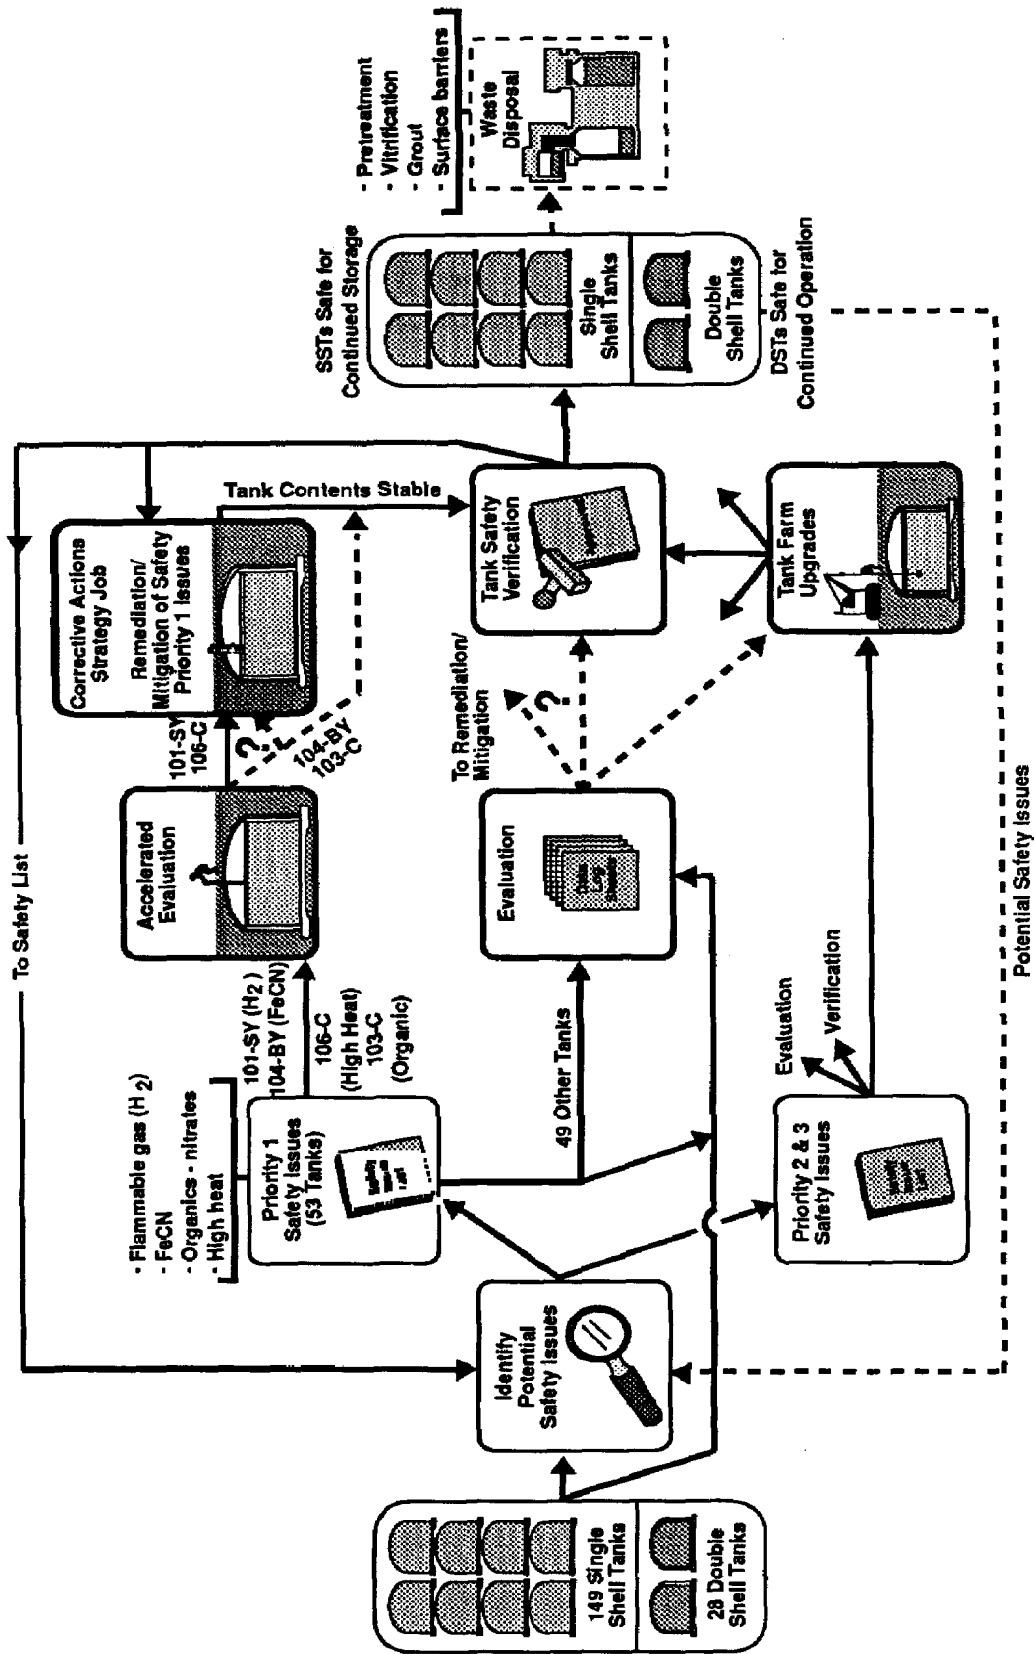 To Safety List
- Flammable gas (H2)
- FeCN
- Organics - nitrates
- High heat
Priority 1
Safety Issues
(53 Tanks)
101-SY (H2)
104-BY (FeCN)
106-C
(High Heat)
103-C
(Organic)
Accelerated
Evaluation
101-SY
106-C
?
104-BY
103-C
Corrective Actions
Strategy Job
Remediation/
Mitigation of Safety
Priority 1 Issues
Tank Contents Stable
149 Single
Shell Tanks
28 Double
Shell Tanks
Identify
Potential
Safety Issues
49 Other Tanks
Evaluation
Data
Log
Sheets
To Remediation/
Mitigation
?
Tank Safety
Verification
Approved
SSTs Safe for
Continued Storage
Single
Shell Tanks
Double
Shell Tanks
DSTs Safe for
Continued Operation
- Pretreatment
- Vitrification
- Grout
- Surface barriers
Waste
Disposal
Priority 2 & 3
Safety Issues
Evaluation
Verification
Tank Farm
Upgrades
Potential Safety Issues